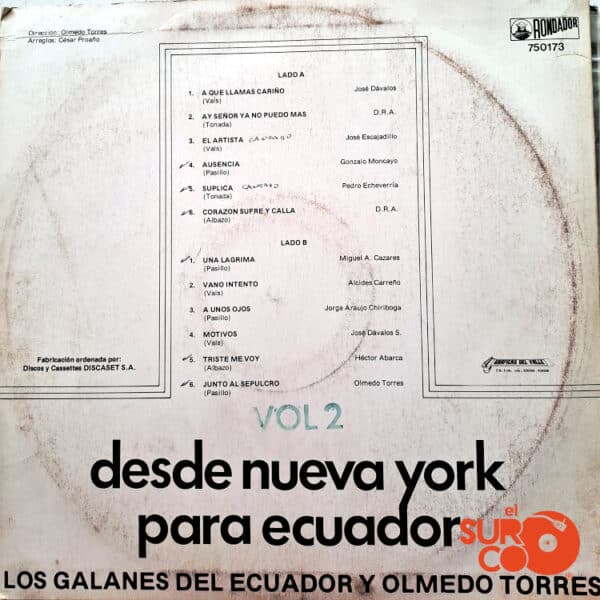 Dirección: Olmedo Torres
Arreglos: César Proaño
RONDADOR
750173
LADO A
1. A QUE LLAMAS CARIÑO José Dávalos
(Vals)
2. AY SEÑOR YA NO PUEDO MAS D.R.A.
(Tonada)
3. EL ARTISTA José Escajadillo
(Vals)
4. AUSENCIA Gonzalo Moncayo
(Pasillo)
5. SUPLICA Pedro Echeverría
(Tonada)
6. CORAZON SUFRE Y CALLA D.R.A.
(Albazo)
LADO B
1. UNA LAGRIMA Miguel A. Cazares
(Pasillo)
2. VANO INTENTO Alcides Carreño
(Vals)
3. A UNOS OJOS Jorge Araujo Chiriboga
(Pasillo)
4. MOTIVOS José Dávalos S.
(Vals)
5. TRISTE ME VOY Héctor Abarca
(Albazo)
6. JUNTO AL SEPULCRO Olmedo Torres
(Pasillo)
Fabricación ordenada por:
Discos y Cassettes DISCASET S.A.
GRAFICAS DEL VALLE
VOL 2
desde nueva york
para ecuador
el
SUR
CO
LOS GALANES DEL ECUADOR Y OLMEDO TORRES